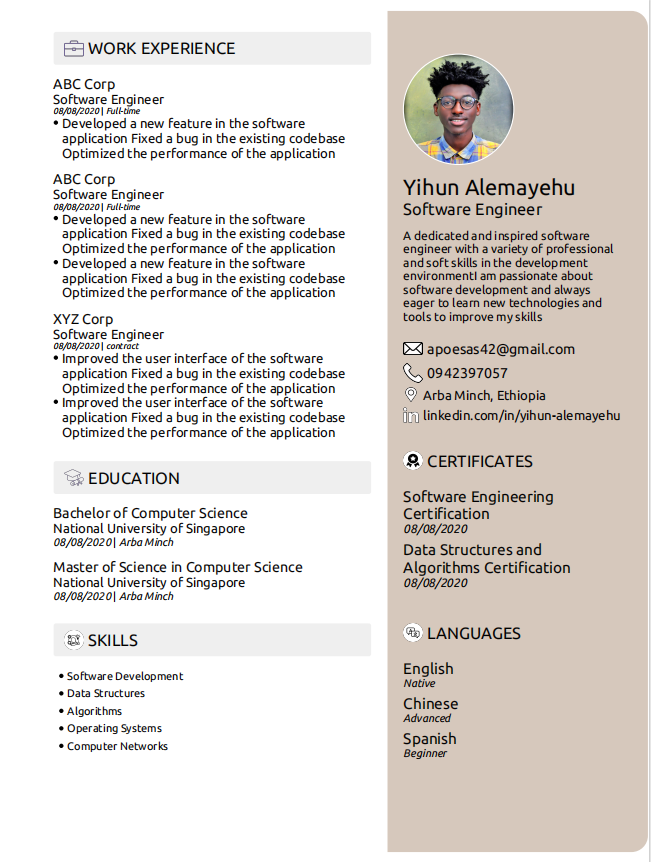 WORK EXPERIENCE
ABC Corp
Software Engineer
08/08/2020 | Full-time
• Developed a new feature in the software
application Fixed a bug in the existing codebase
Optimized the performance of the application
ABC Corp
Software Engineer
08/08/2020 | Full-time
• Developed a new feature in the software
application Fixed a bug in the existing codebase
Optimized the performance of the application
• Developed a new feature in the software
application Fixed a bug in the existing codebase
Optimized the performance of the application
XYZ Corp
Software Engineer
08/08/2020 | contract
• Improved the user interface of the software
application Fixed a bug in the existing codebase
Optimized the performance of the application
• Improved the user interface of the software
application Fixed a bug in the existing codebase
Optimized the performance of the application
EDUCATION
Bachelor of Computer Science
National University of Singapore
08/08/2020 | Arba Minch
Master of Science in Computer Science
National University of Singapore
08/08/2020 | Arba Minch
SKILLS
• Software Development
• Data Structures
• Algorithms
• Operating Systems
• Computer Networks
Yihun Alemayehu
Software Engineer
A dedicated and inspired software
engineer with a variety of professional
and soft skills in the development
environmentI am passionate about
software development and always
eager to learn new technologies and
tools to improve my skills
apoesas42@gmail.com
0942397057
Arba Minch, Ethiopia
in linkedin.com/in/yihun-alemayehu
CERTIFICATES
Software Engineering
Certification
08/08/2020
Data Structures and
Algorithms Certification
08/08/2020
LANGUAGES
English
Native
Chinese
Advanced
Spanish
Beginner